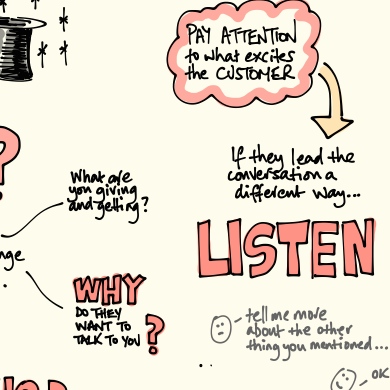 PAY ATTENTION
to what excites
the CUSTOMER
If they lead the
conversation a
different way...
LISTEN
tell me more
about the other
thing you mentioned...
OK
?
What are
you giving
and getting?
nge
WHY
DO THEY
WANT TO
TALK TO YOU
?